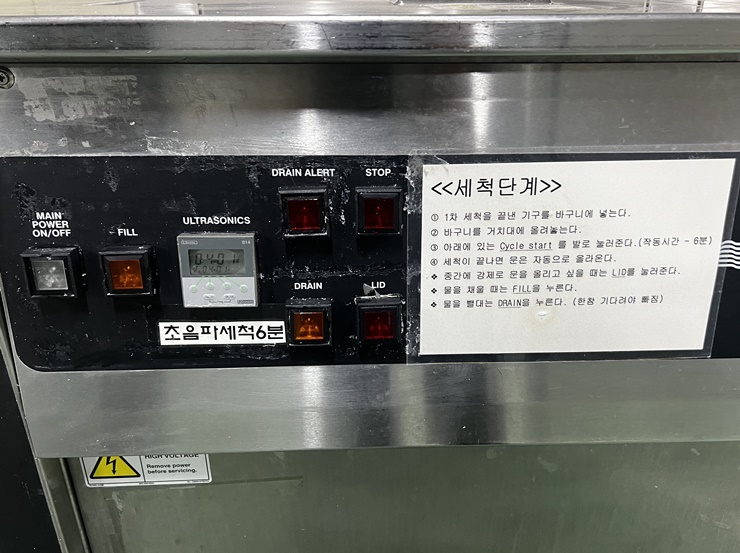 DRAIN ALERT
STOP
MAIN
POWER
ON/OFF
FILL
ULTRASONICS
DRAIN
LID
초음파세척6분
<<세척단계>>
① 1차 세척을 끝낸 기구를 바구니에 넣는다.
② 바구니를 거치대에 올려놓는다.
③ 아래에 있는 Cycle start 를 발로 눌러준다.(작동시간 - 6분)
④ 세척이 끝나면 문은 자동으로 올라온다.
❖ 중간에 강제로 문을 올리고 싶을 때는 LID를 눌러준다.
❖ 물을 채울 때는 FILL을 누른다.
❖ 물을 뺄대는 DRAIN을 누른다. (한참 기다려야 빠짐)
HIGH VOLTAGE
Remove power
before servicing.